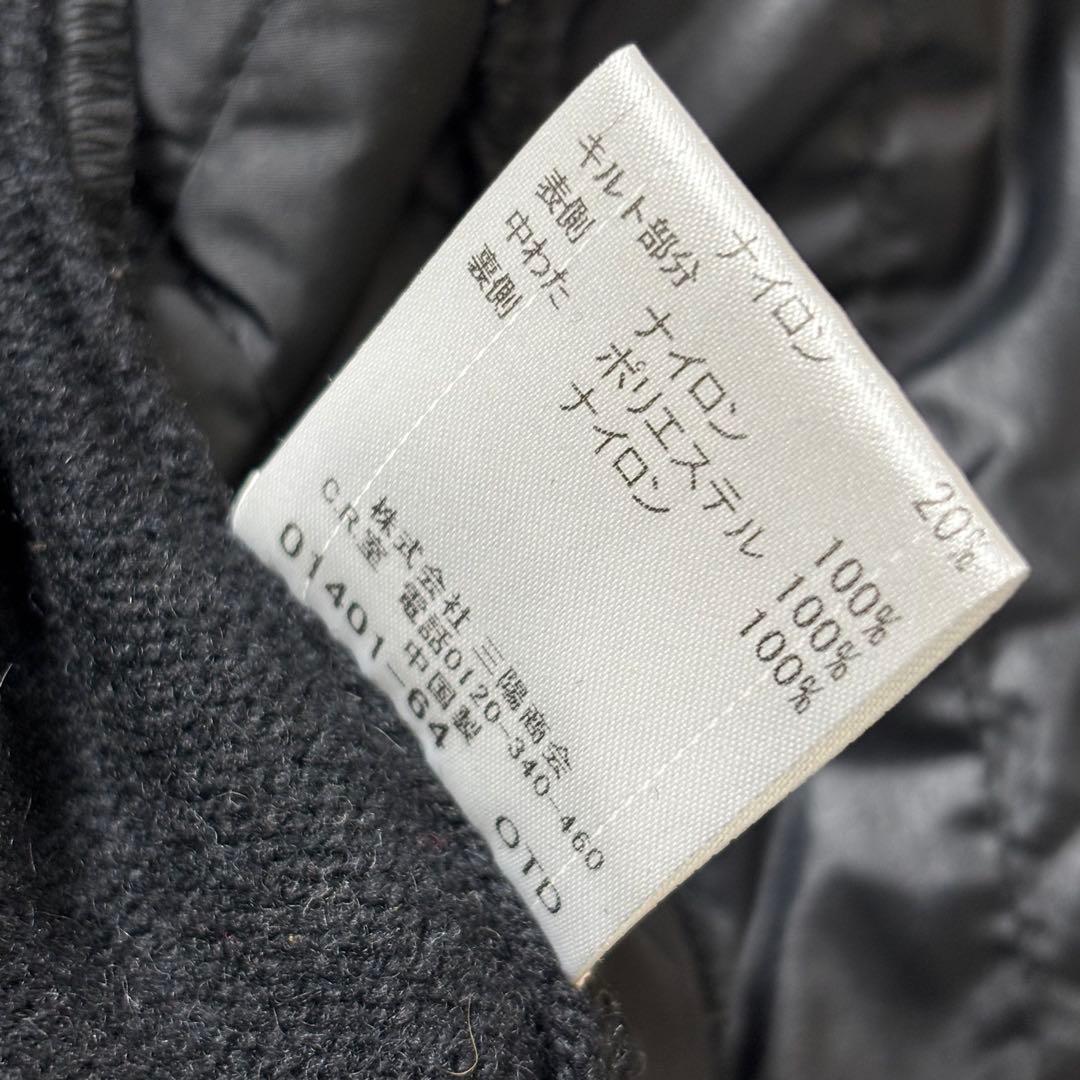 ナイロン 20%
キルト部分
表側 ナイロン 100%
中わた ポリエステル 100%
裏側 ナイロン 100%
株式会社 三陽商会
C.R室 電話0120-340-460
中国製
01401-64 OTD